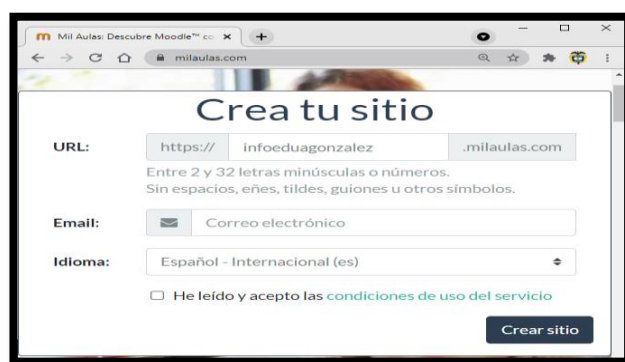 Mil Aulas: Descubre Moodle™ co
milaulas.com
Crea tu sitio
URL: https:// infoeduagonzalez .milaulas.com
Entre 2 y 32 letras minúsculas o números.
Sin espacios, eñes, tildes, guiones u otros símbolos.
Email: Correo electrónico
Idioma: Español - Internacional (es)
He leído y acepto las condiciones de uso del servicio
Crear sitio